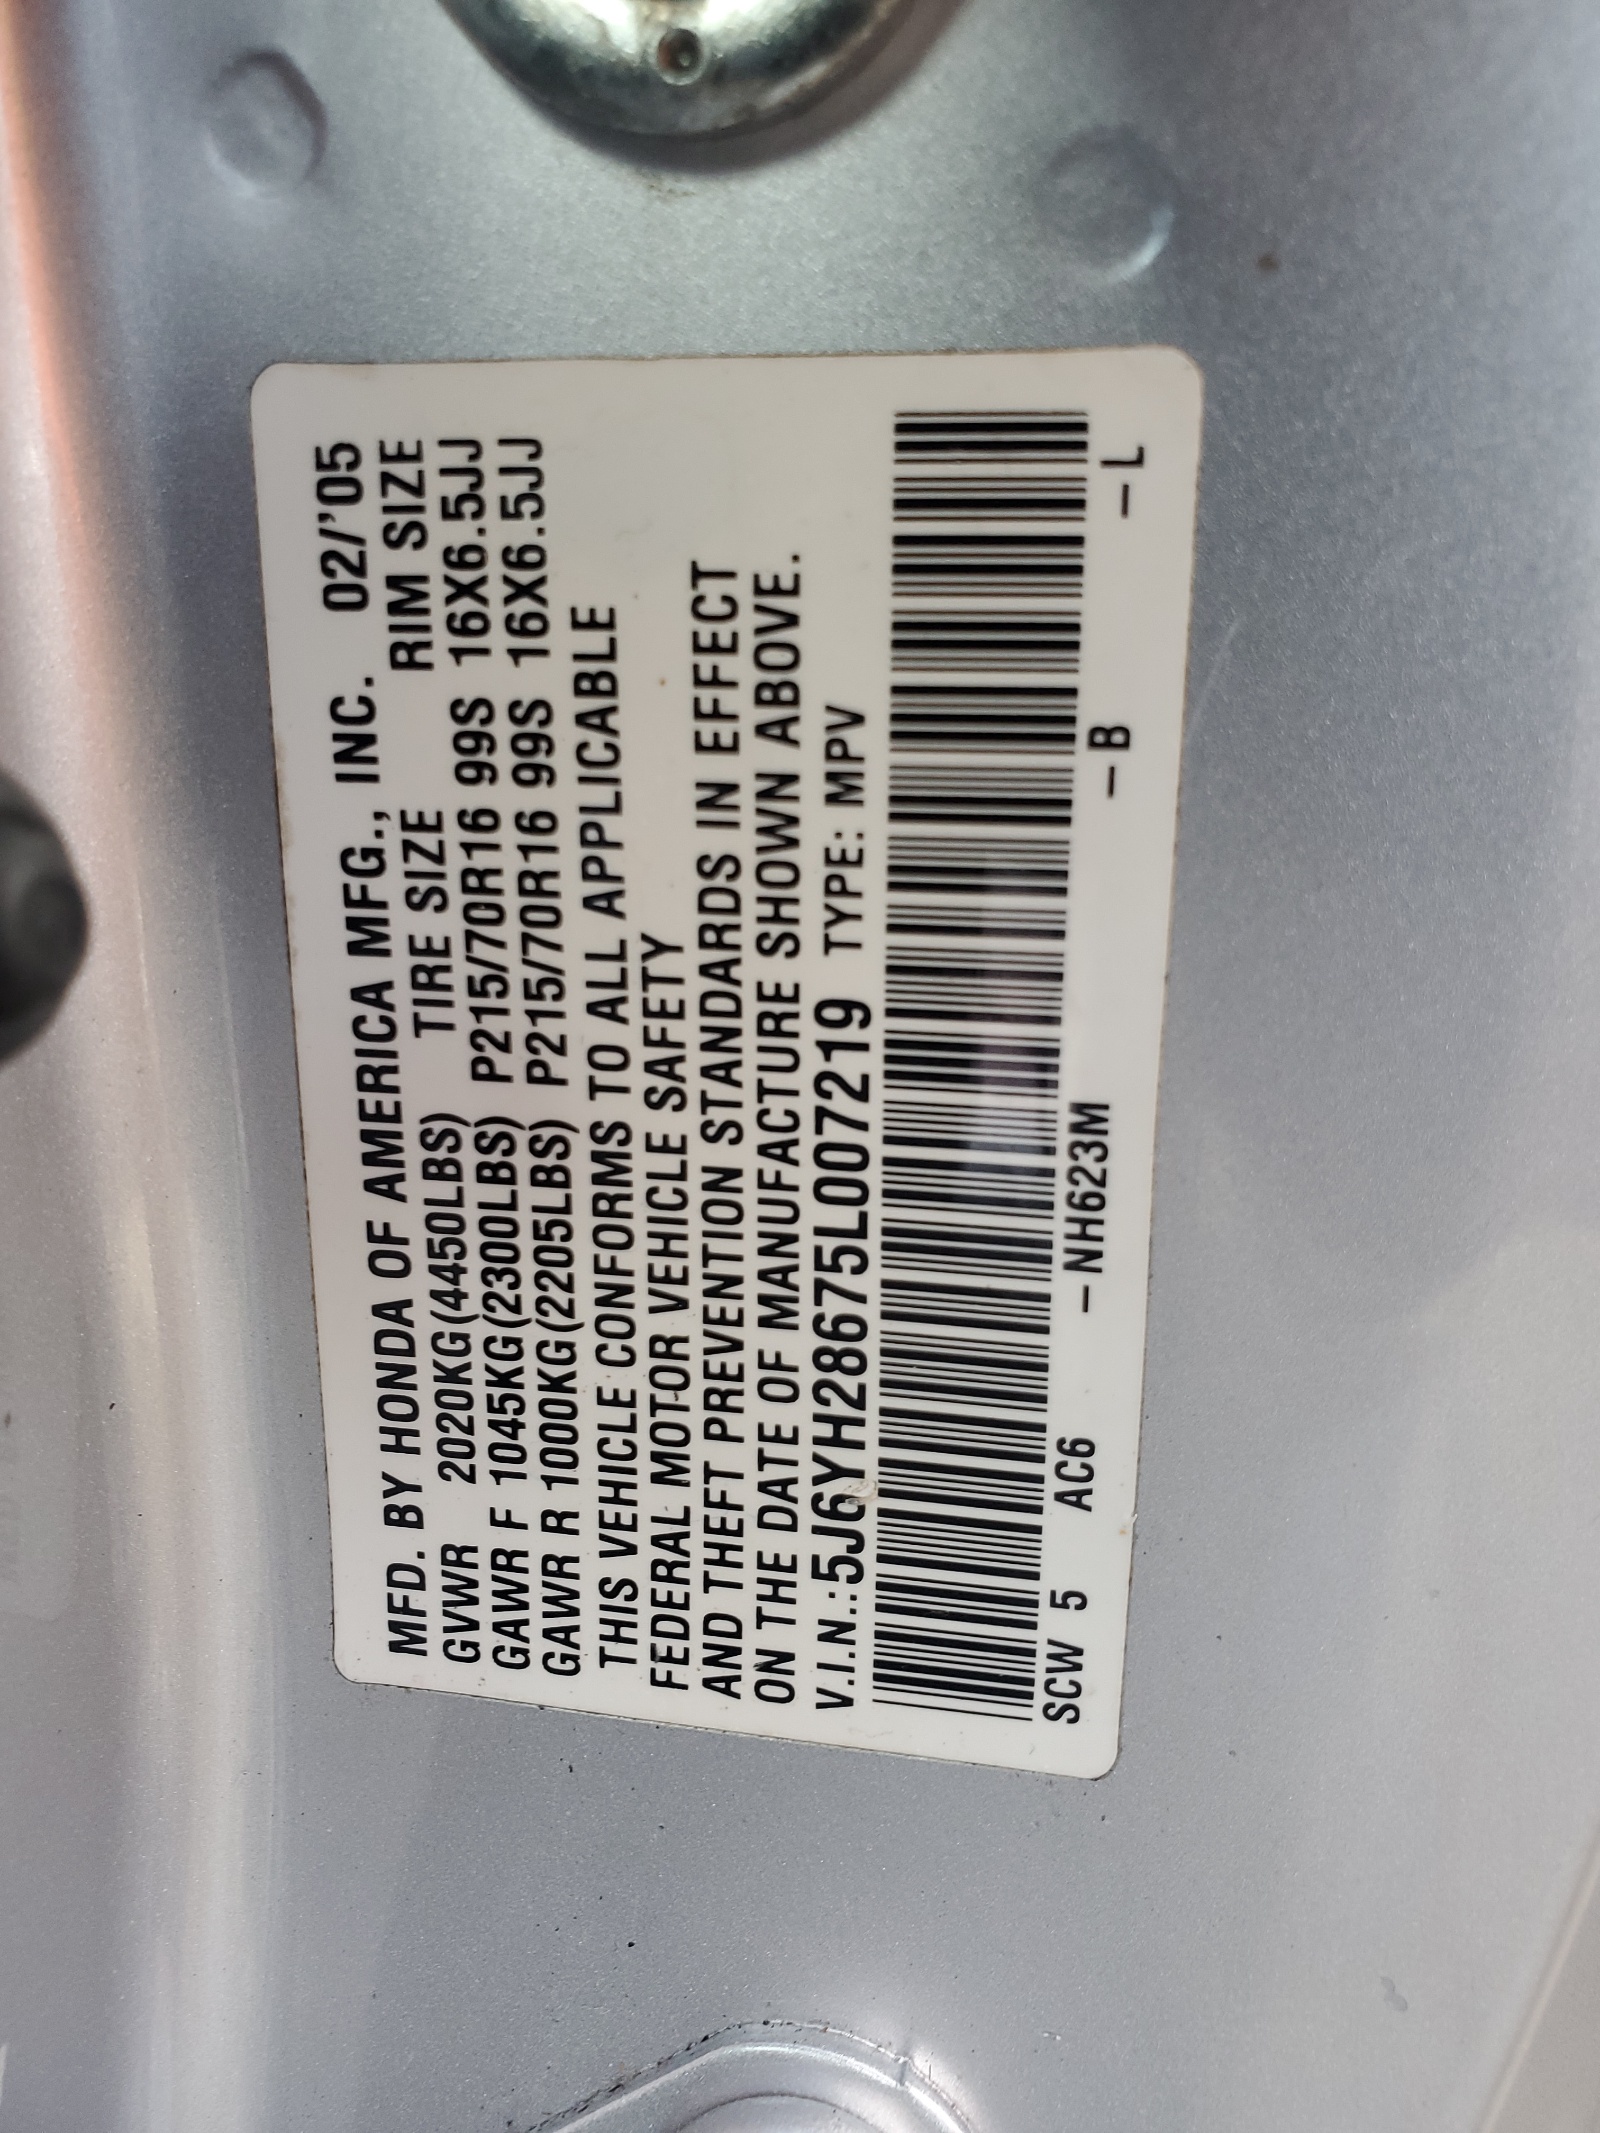 MFD. BY HONDA OF AMERICA MFG., INC. 02/'05
TIRE SIZE RIM SIZE
GVWR 2020KG(4450LBS)
GAWR F 1045KG(2300LBS) P215/70R16 99S 16X6.5JJ
GAWR R 1000KG(2205LBS) P215/70R16 99S 16X6.5JJ
THIS VEHICLE CONFORMS TO ALL APPLICABLE
FEDERAL MOTOR VEHICLE SAFETY
AND THEFT PREVENTION STANDARDS IN EFFECT
ON THE DATE OF MANUFACTURE SHOWN ABOVE.
V.I.N.:5J6YH28675L007219 TYPE: MPV
SCW 5 AC6 –NH623M –B –L